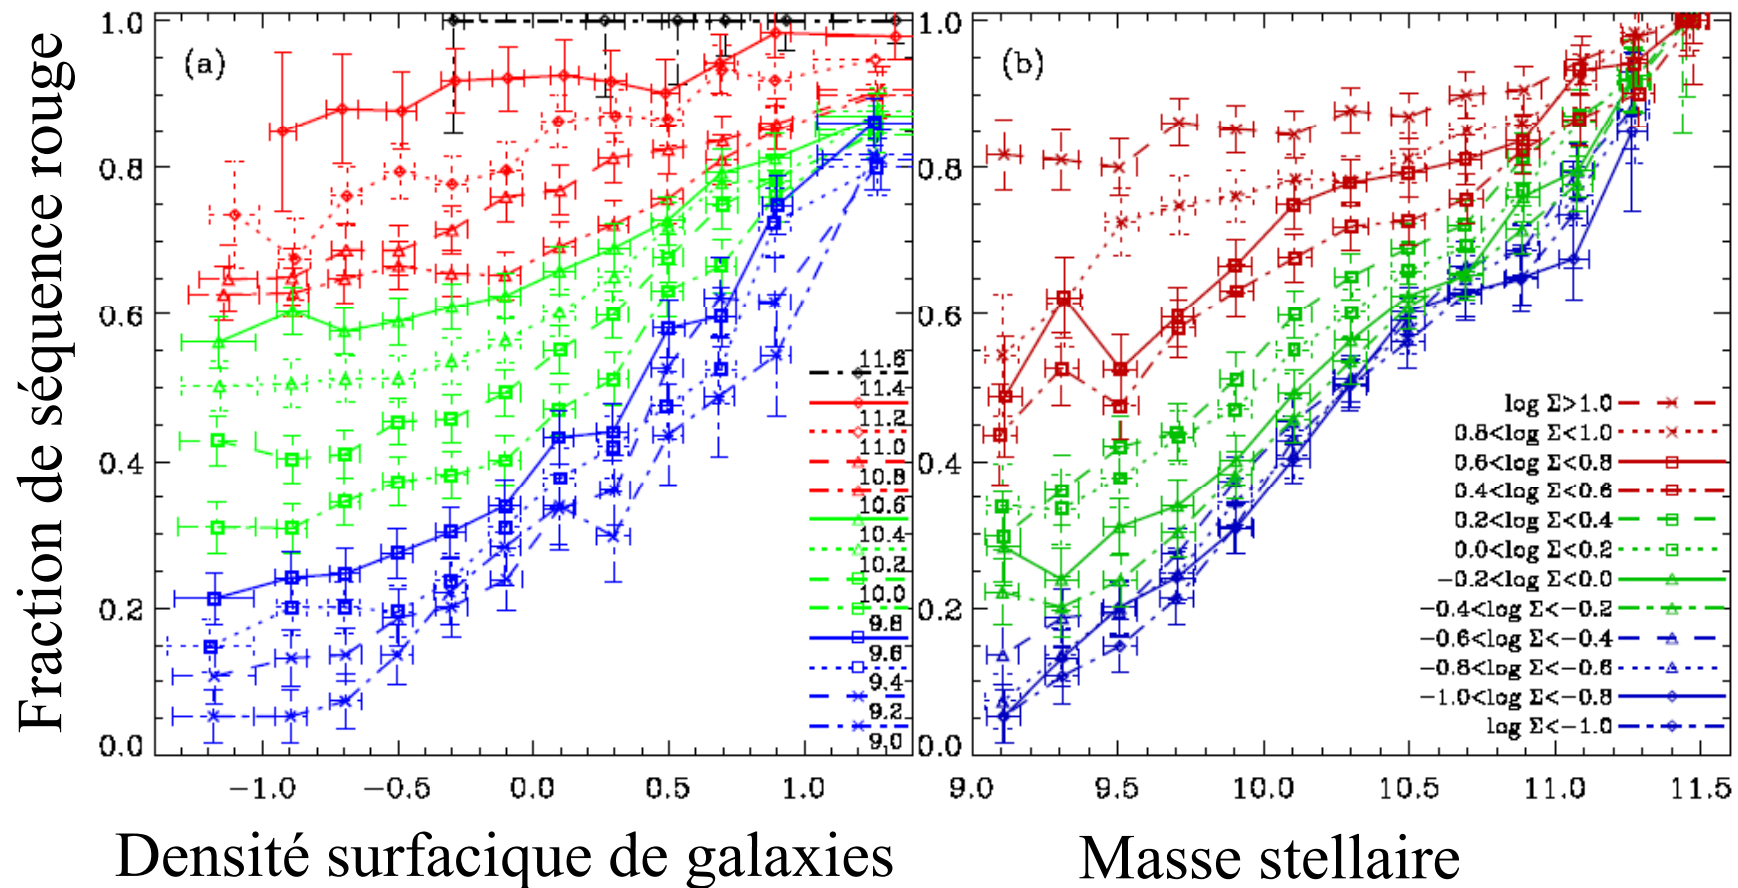 Fraction de séquence rouge
1.0
0.8
0.6
0.4
0.2
0.0
(a)
11.6
11.4
11.2
11.0
10.8
10.6
10.4
10.2
10.0
9.8
9.6
9.4
9.2
9.0
−1.0 −0.5 0.0 0.5 1.0
Densité surfacique de galaxies
1.0
0.8
0.6
0.4
0.2
0.0
(b)
log Σ>1.0
0.8<log Σ<1.0
0.6<log Σ<0.8
0.4<log Σ<0.6
0.2<log Σ<0.4
0.0<log Σ<0.2
−0.2<log Σ<0.0
−0.4<log Σ<−0.2
−0.6<log Σ<−0.4
−0.8<log Σ<−0.6
−1.0<log Σ<−0.8
log Σ<−1.0
9.0 9.5 10.0 10.5 11.0 11.5
Masse stellaire